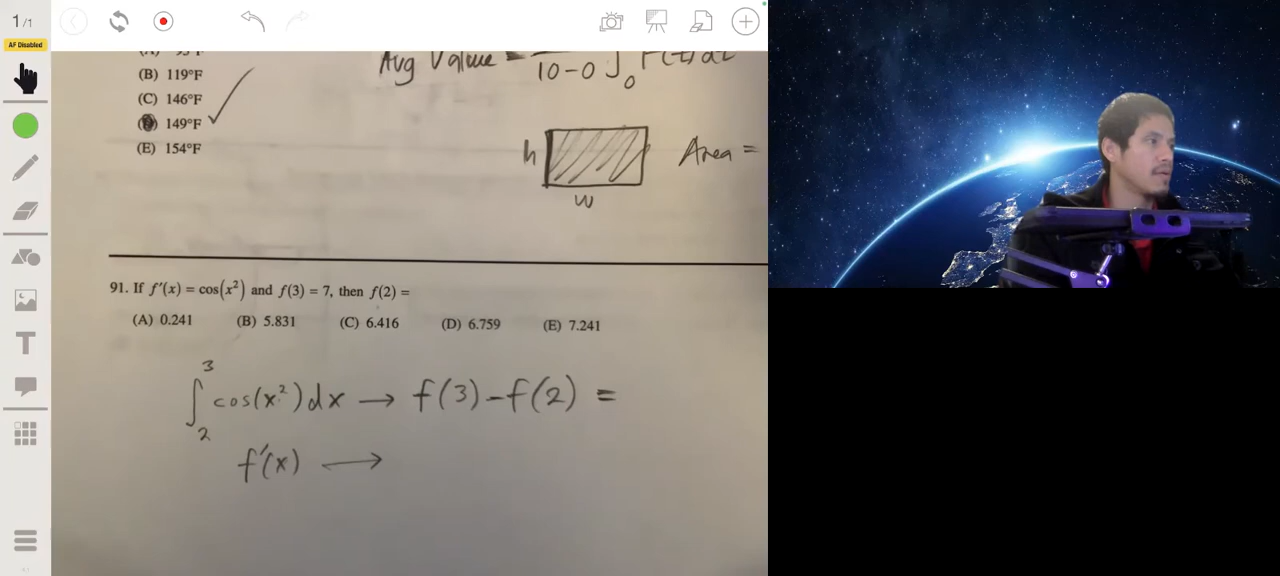 1/1
AF Disabled
(B) 119°F
Avg Value =
10-0 ∫0 F(t)dt
(C) 146°F
149°F
(E) 154°F
h
Area =
w
91. If f′(x) = cos(x²) and f(3) = 7, then f(2) =
(A) 0.241 (B) 5.831 (C) 6.416 (D) 6.759 (E) 7.241
∫₂³ cos(x²)dx → f(3)-f(2) =
f′(x) →
T